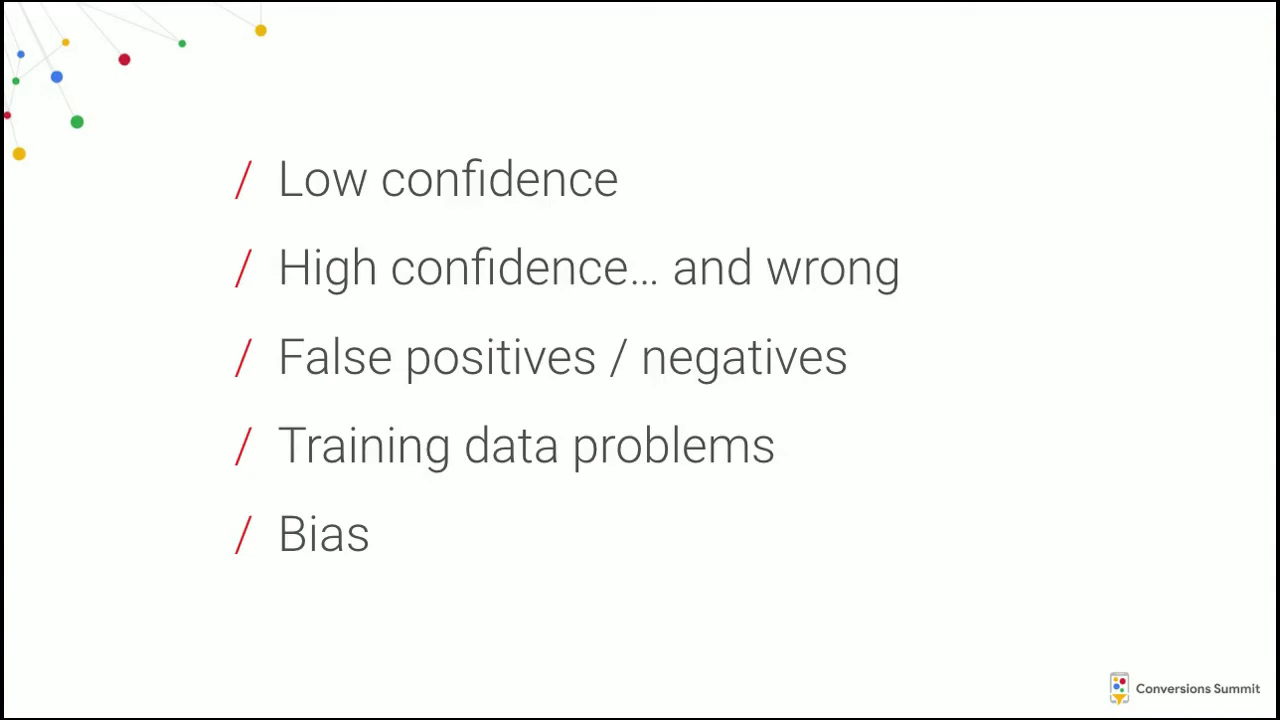 / Low confidence
/ High confidence... and wrong
/ False positives / negatives
/ Training data problems
/ Bias
Conversions Summit